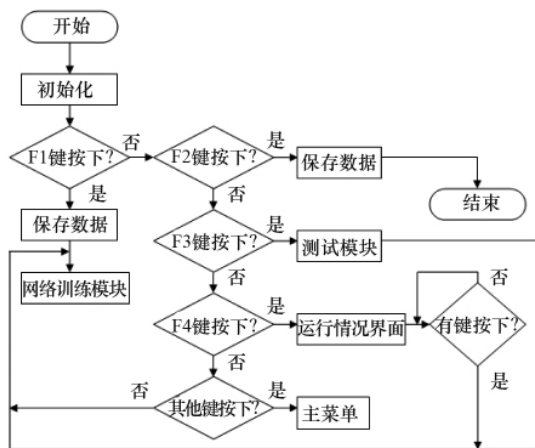 开始
初始化
F1键按下?
否
F2键按下?
是
保存数据
结束
是
保存数据
否
F3键按下?
是
测试模块
网络训练模块
否
F4键按下?
是
运行情况界面
有键按下?
否
是
否
其他键按下?
否
是
主菜单